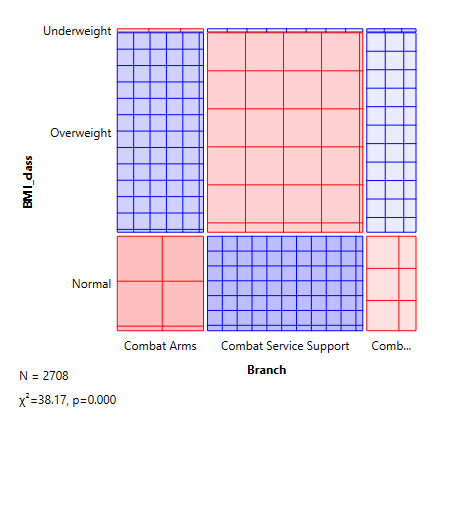 Underweight
Overweight
BMI_class
Normal
Combat Arms Combat Service Support Comb...
Branch
N = 2708
χ²=38.17, p=0.000